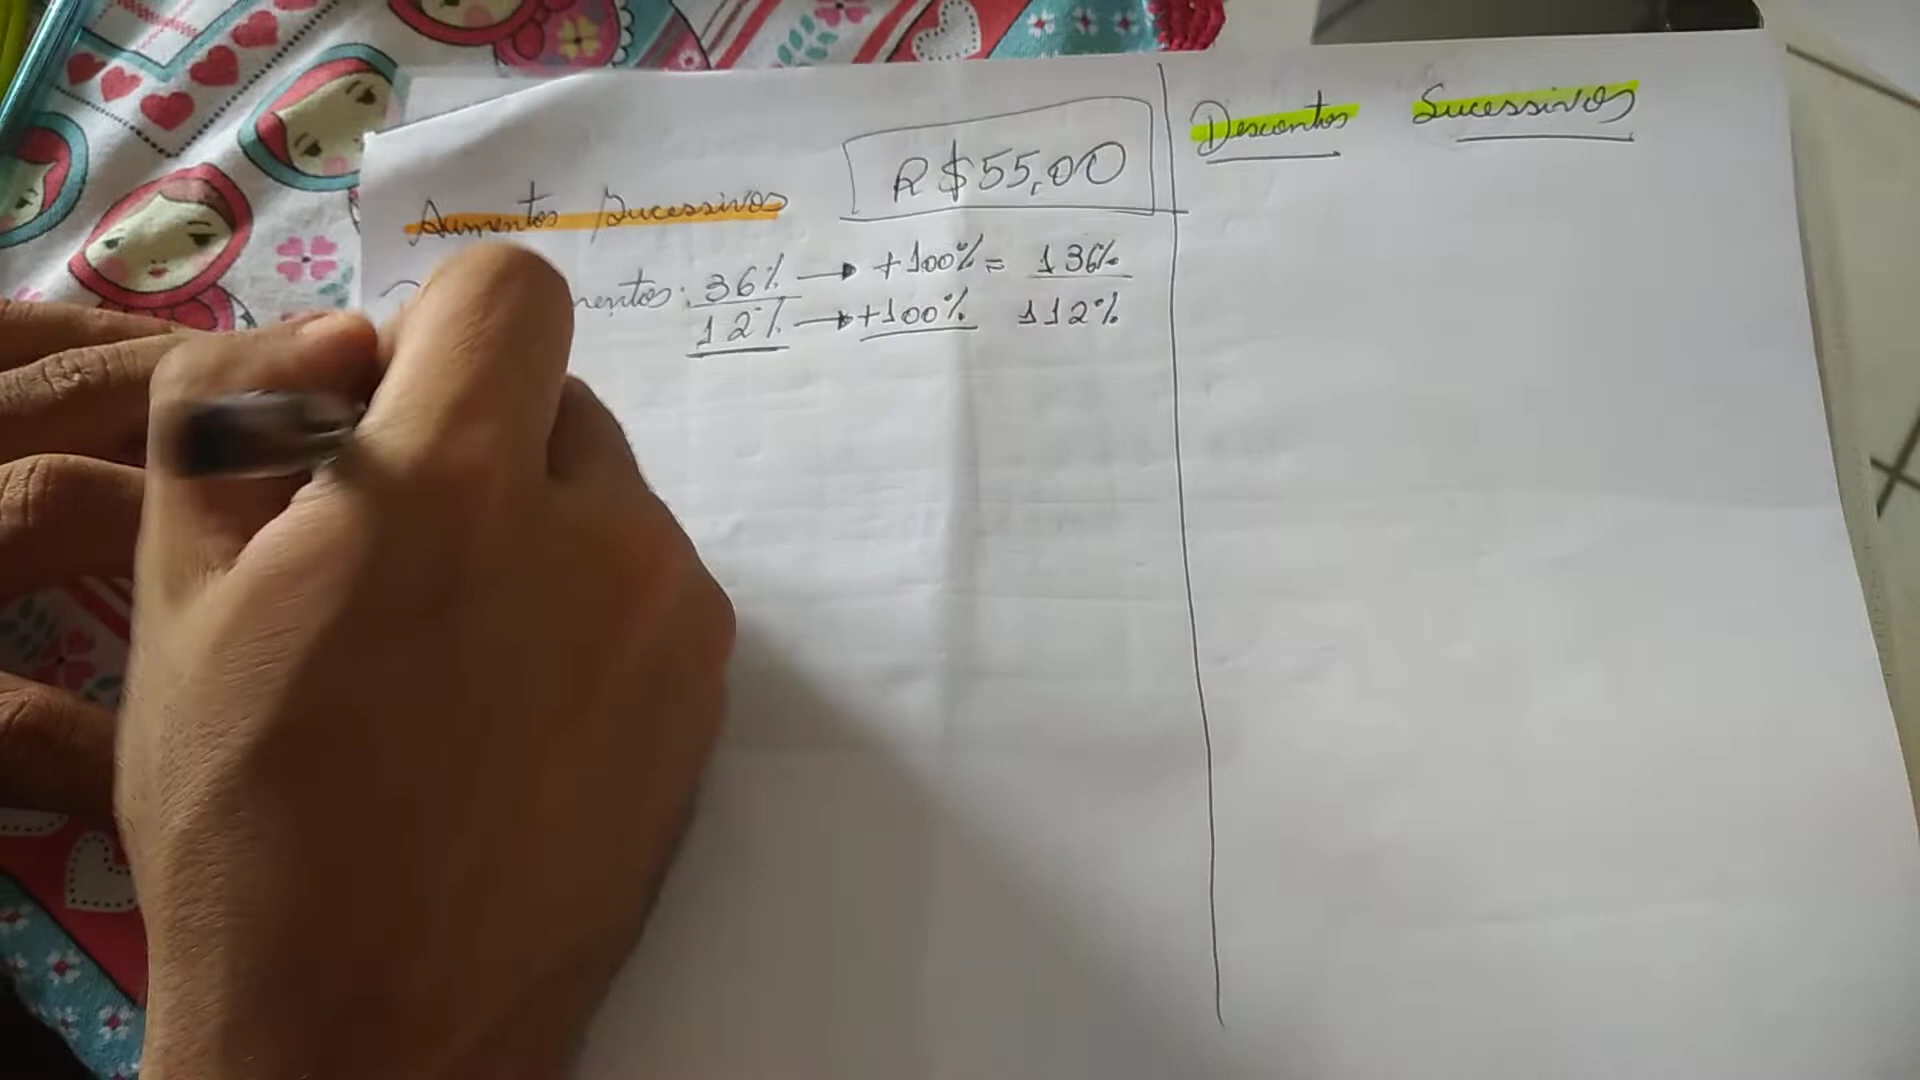 Aumentos Sucessivos
R$55,00
36% → +100% = 136%
12% → +100% 112%
Descontos Sucessivos